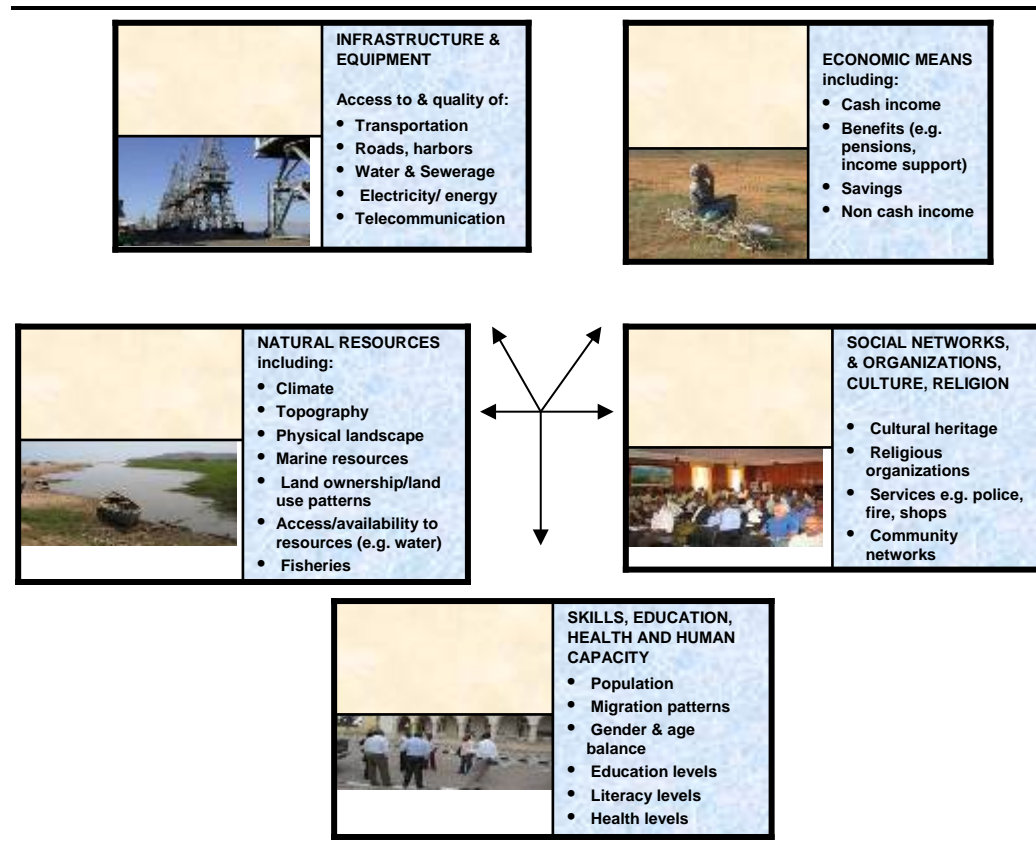 INFRASTRUCTURE &
EQUIPMENT
Access to & quality of:
• Transportation
• Roads, harbors
• Water & Sewerage
• Electricity/ energy
• Telecommunication
ECONOMIC MEANS
including:
• Cash income
• Benefits (e.g.
pensions,
income support)
• Savings
• Non cash income
NATURAL RESOURCES
including:
• Climate
• Topography
• Physical landscape
• Marine resources
• Land ownership/land
use patterns
• Access/availability to
resources (e.g. water)
• Fisheries
SOCIAL NETWORKS,
& ORGANIZATIONS,
CULTURE, RELIGION
• Cultural heritage
• Religious
organizations
• Services e.g. police,
fire, shops
• Community
networks
SKILLS, EDUCATION,
HEALTH AND HUMAN
CAPACITY
• Population
• Migration patterns
• Gender & age
balance
• Education levels
• Literacy levels
• Health levels